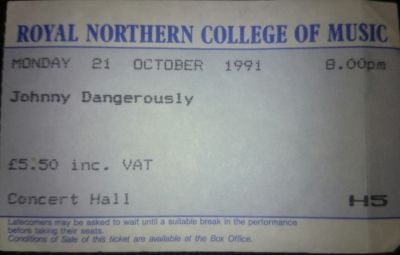 ROYAL NORTHERN COLLEGE OF MUSIC
MONDAY 21 OCTOBER 1991 8.00pm
Johnny Dangerously
£5.50 inc. VAT
Concert Hall H5
Latecomers may be asked to wait until a suitable break in the performance
before taking their seats.
Conditions of Sale of this ticket are available at the Box Office.